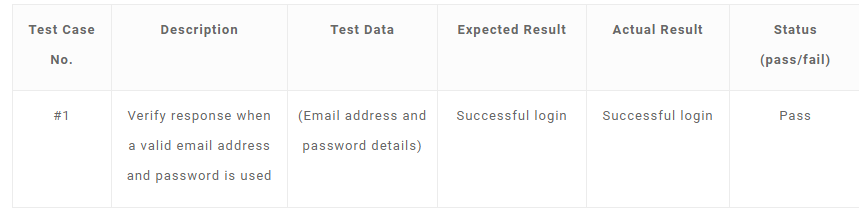 Test Case No.
Description
Test Data
Expected Result
Actual Result
Status (pass/fail)
#1
Verify response when
a valid email address
and password is used
(Email address and
password details)
Successful login
Successful login
Pass